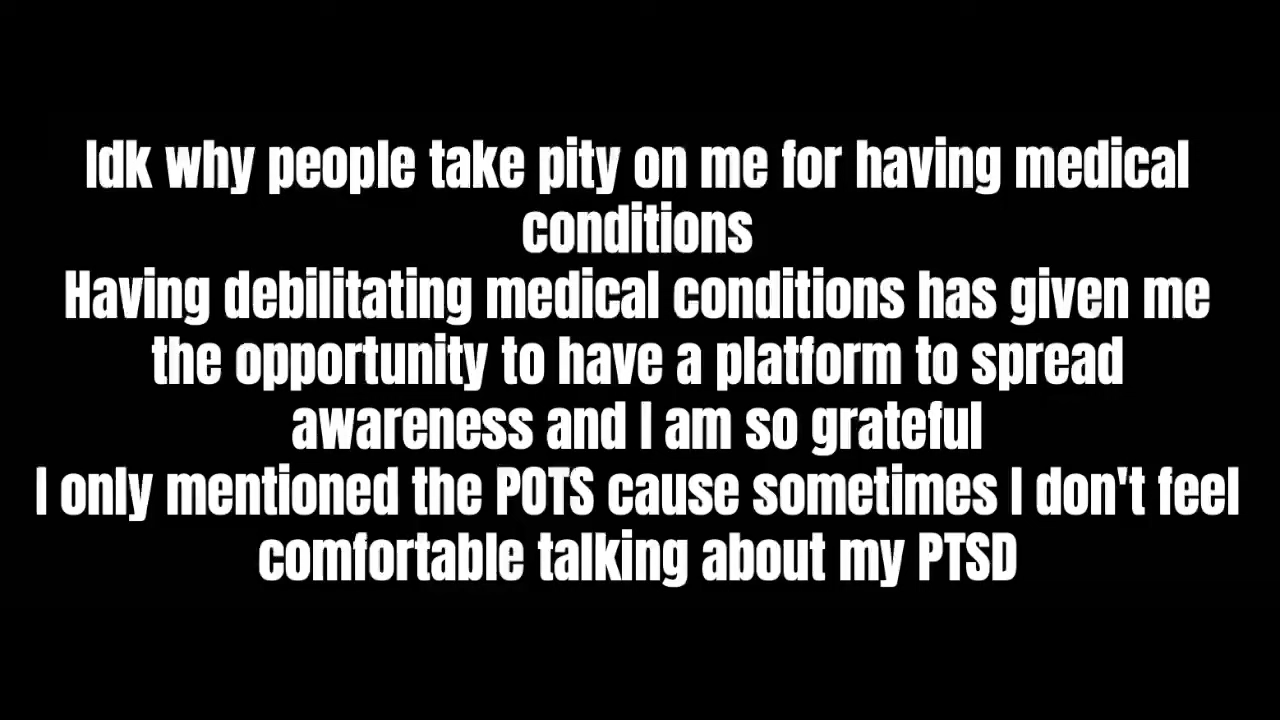 Idk why people take pity on me for having medical
conditions
Having debilitating medical conditions has given me
the opportunity to have a platform to spread
awareness and I am so grateful
I only mentioned the POTS cause sometimes I don't feel
comfortable talking about my PTSD